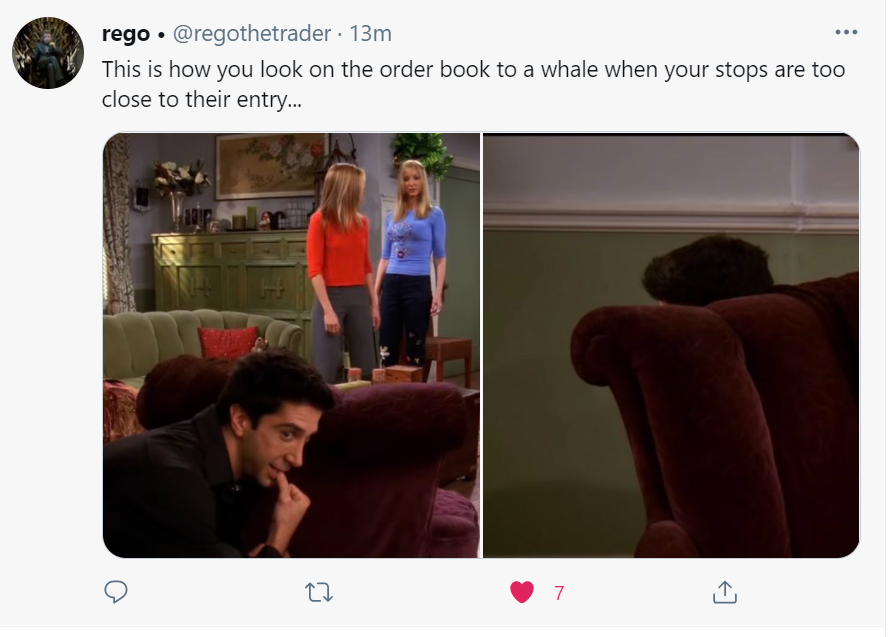 rego • @regothetrader · 13m
This is how you look on the order book to a whale when your stops are too
close to their entry...
7